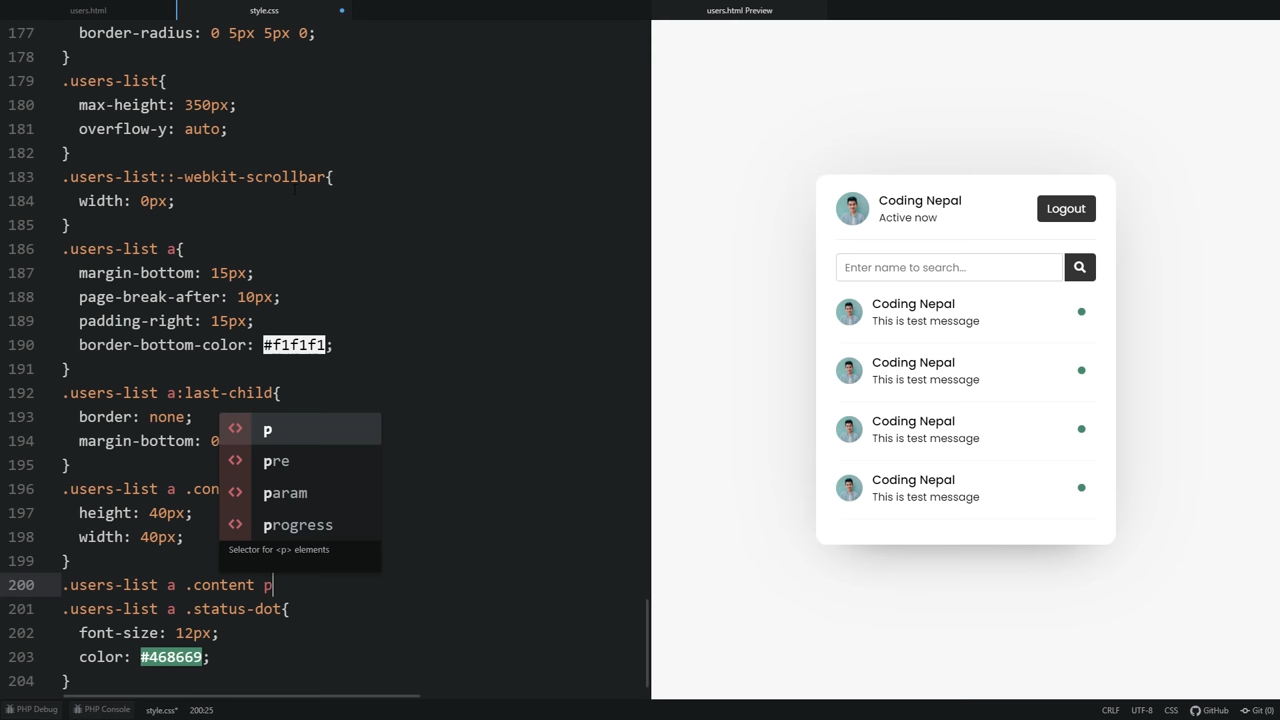 users.html
style.css
users.html Preview
177 border-radius: 0 5px 5px 0;
178 }
179 .users-list{
180 max-height: 350px;
181 overflow-y: auto;
182 }
183 .users-list::-webkit-scrollbar{
184 width: 0px;
185 }
186 .users-list a{
187 margin-bottom: 15px;
188 page-break-after: 10px;
189 padding-right: 15px;
190 border-bottom-color: #f1f1f1;
191 }
192 .users-list a:last-child{
193 border: none;
194 margin-bottom: 0
195 }
196 .users-list a .con
197 height: 40px;
198 width: 40px;
199 }
200 .users-list a .content p
201 .users-list a .status-dot{
202 font-size: 12px;
203 color: #468669;
204 }
<> p
<> pre
<> param
<> progress
Selector for <p> elements
Coding Nepal
Active now
Logout
Enter name to search...
Coding Nepal
This is test message
Coding Nepal
This is test message
Coding Nepal
This is test message
Coding Nepal
This is test message
PHP Debug
PHP Console
style.css*
200:25
CRLF
UTF-8
CSS
GitHub
Git (0)